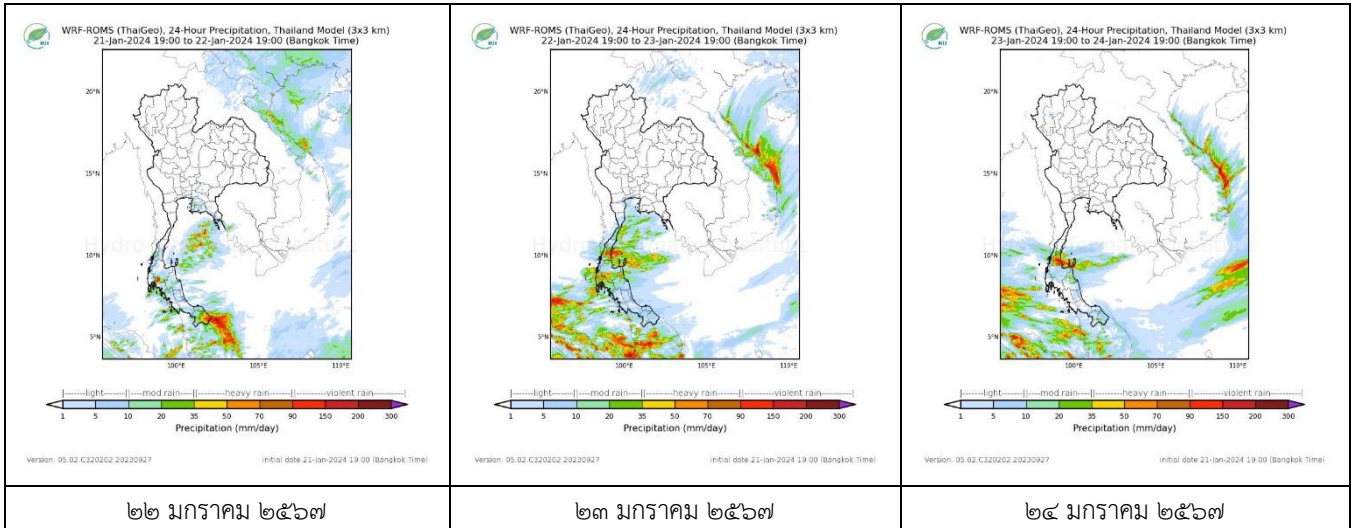 WRF-ROMS (ThaiGeo), 24-Hour Precipitation, Thailand Model (3x3 km)
21-Jan-2024 19:00 to 22-Jan-2024 19:00 (Bangkok Time)
HII
20°N
15°N
10°N
5°N
100°E 105°E 110°E
light mod rain heavy rain violent rain
1 5 10 20 35 50 70 90 150 200 300
Precipitation (mm/day)
Version: 05.02.C320202.20230927 initial date 21-Jan-2024 19:00 (Bangkok Time)
๒๒ มกราคม ๒๕๖๗
WRF-ROMS (ThaiGeo), 24-Hour Precipitation, Thailand Model (3x3 km)
22-Jan-2024 19:00 to 23-Jan-2024 19:00 (Bangkok Time)
HII
20°N
15°N
10°N
5°N
100°E 105°E 110°E
light mod rain heavy rain violent rain
1 5 10 20 35 50 70 90 150 200 300
Precipitation (mm/day)
Version: 05.02.C320202.20230927 initial date 21-Jan-2024 19:00 (Bangkok Time)
๒๓ มกราคม ๒๕๖๗
WRF-ROMS (ThaiGeo), 24-Hour Precipitation, Thailand Model (3x3 km)
23-Jan-2024 19:00 to 24-Jan-2024 19:00 (Bangkok Time)
HII
20°N
15°N
10°N
5°N
100°E 105°E 110°E
light mod rain heavy rain violent rain
1 5 10 20 35 50 70 90 150 200 300
Precipitation (mm/day)
Version: 05.02.C320202.20230927 initial date 21-Jan-2024 19:00 (Bangkok Time)
๒๔ มกราคม ๒๕๖๗